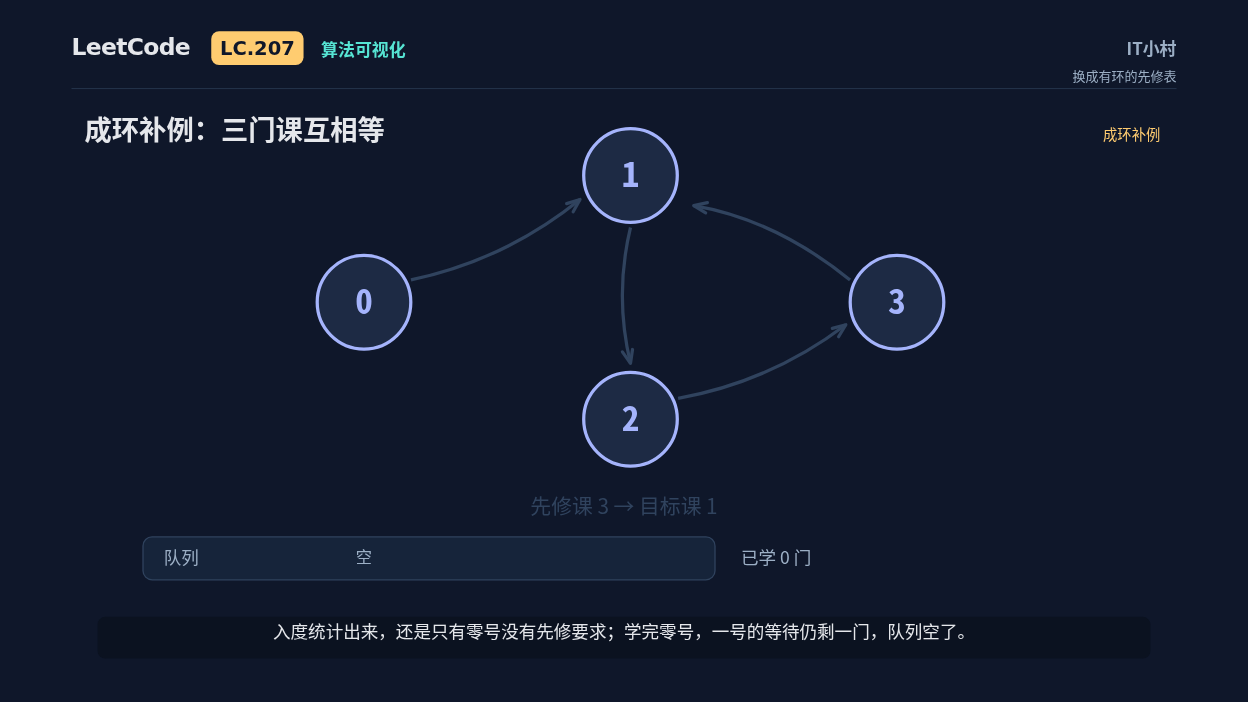 LeetCode LC.207 算法可视化
IT小村
换成有环的先修表
成环补例：三门课互相等
成环补例
1
0
3
2
先修课 3 → 目标课 1
队列 空 已学 0 门
入度统计出来，还是只有零号没有先修要求；学完零号，一号的等待仍剩一门，队列空了。